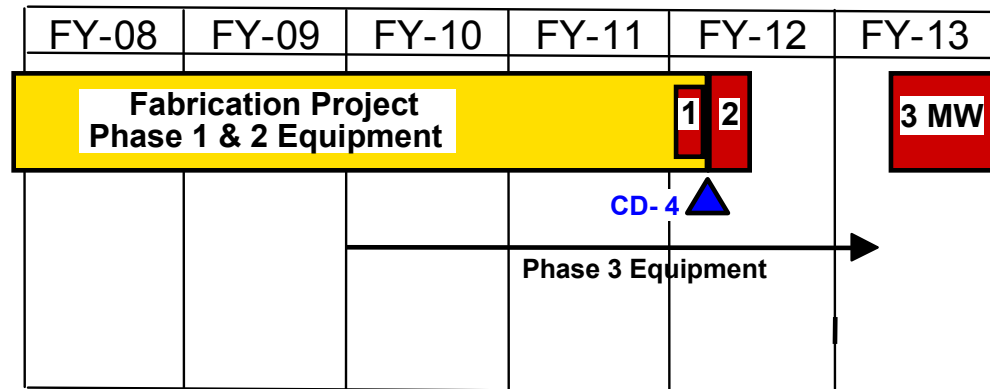 FY-08 FY-09 FY-10 FY-11 FY-12 FY-13
Fabrication Project
Phase 1 & 2 Equipment
1 2 3 MW
CD- 4
Phase 3 Equipment